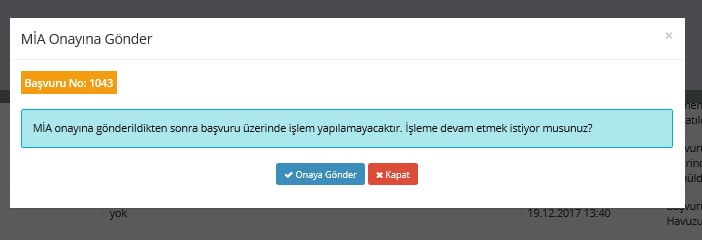 MİA Onayına Gönder
×
Başvuru No: 1043
MİA onayına gönderildikten sonra başvuru üzerinde işlem yapılamayacaktır. İşleme devam etmek istiyor musunuz?
Onaya Gönder
Kapat
yok
19.12.2017 13:40
Havuzu